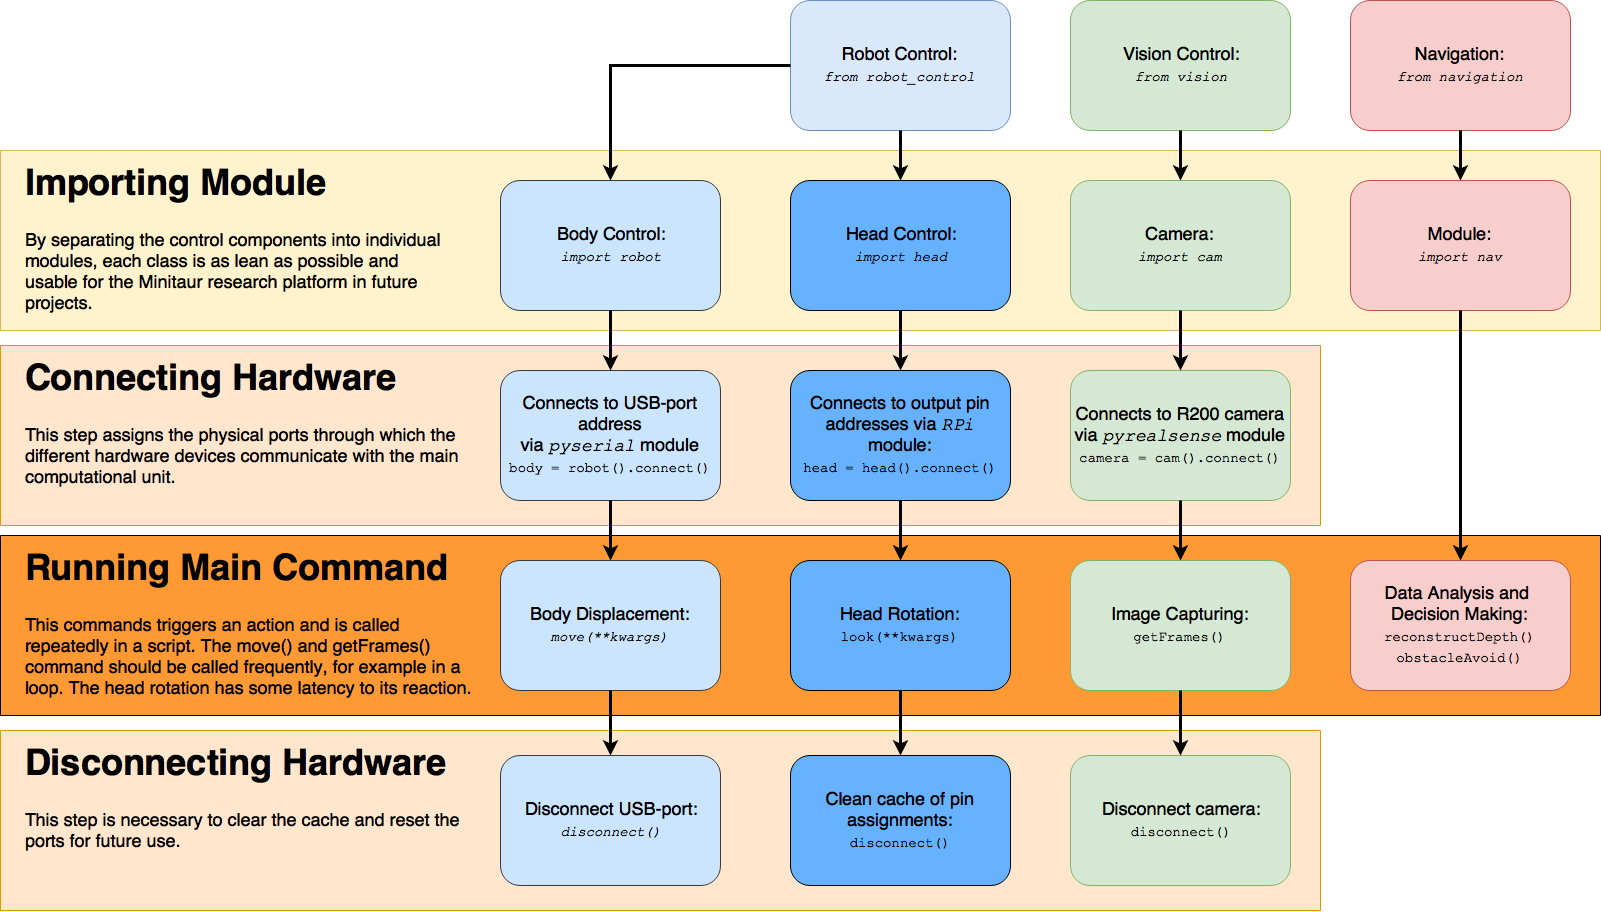 Robot Control:
from robot_control
Vision Control:
from vision
Navigation:
from navigation
Importing Module
By separating the control components into individual
modules, each class is as lean as possible and
usable for the Minitaur research platform in future
projects.
Body Control:
import robot
Head Control:
import head
Camera:
import cam
Module:
import nav
Connecting Hardware
This step assigns the physical ports through which the
different hardware devices communicate with the main
computational unit.
Connects to USB-port
address
via pyserial module
body = robot().connect()
Connects to output pin
addresses via RPi
module:
head = head().connect()
Connects to R200 camera
via pyrealsense module
camera = cam().connect()
Running Main Command
This commands triggers an action and is called
repeatedly in a script. The move() and getFrames()
command should be called frequently, for example in a
loop. The head rotation has some latency to its reaction.
Body Displacement:
move(**kwargs)
Head Rotation:
look(**kwargs)
Image Capturing:
getFrames()
Data Analysis and
Decision Making:
reconstructDepth()
obstacleAvoid()
Disconnecting Hardware
This step is necessary to clear the cache and reset the
ports for future use.
Disconnect USB-port:
disconnect()
Clean cache of pin
assignments:
disconnect()
Disconnect camera:
disconnect()